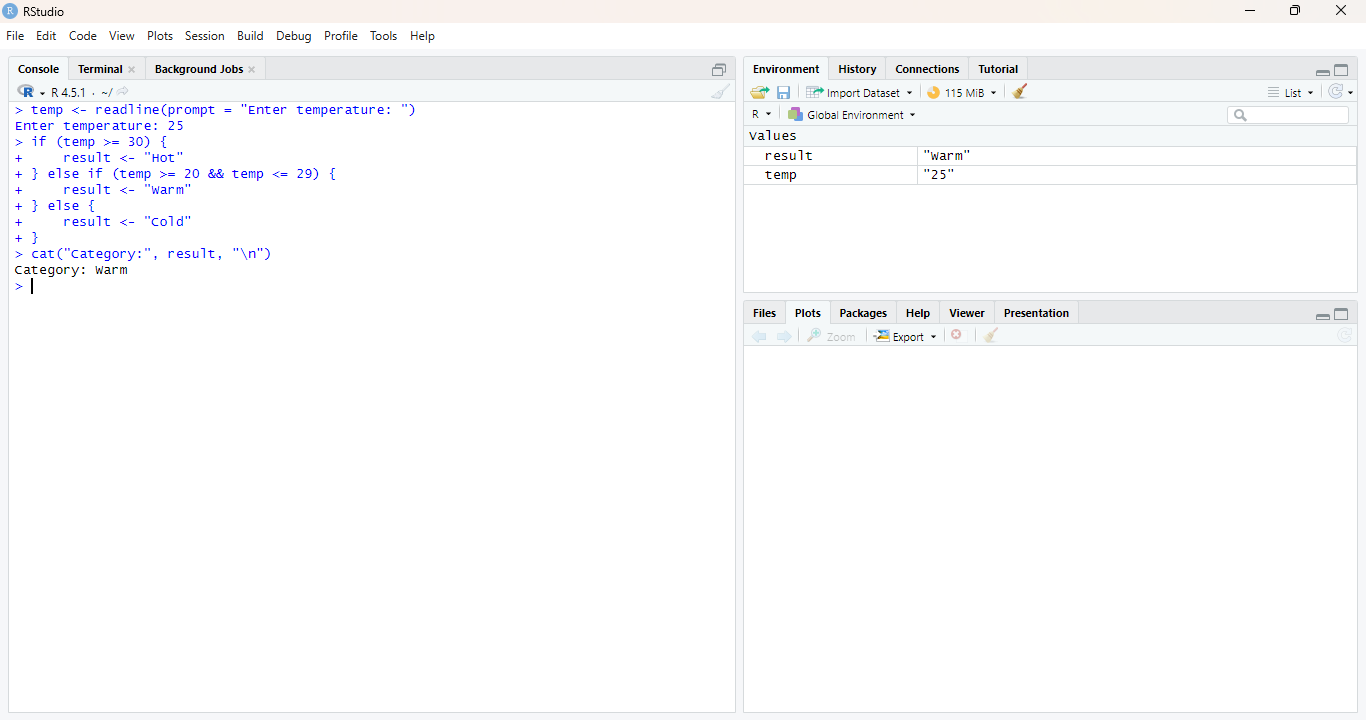 RStudio
File Edit Code View Plots Session Build Debug Profile Tools Help
Console Terminal Background Jobs
R 4.5.1 · ~/
> temp <- readline(prompt = "Enter temperature: ")
Enter temperature: 25
> if (temp >= 30) {
+     result <- "Hot"
+ } else if (temp >= 20 && temp <= 29) {
+     result <- "Warm"
+ } else {
+     result <- "Cold"
+ }
> cat("Category:", result, "\n")
Category: Warm
>
Environment History Connections Tutorial
Import Dataset 115 MiB List
R Global Environment
Values
result "Warm"
temp "25"
Files Plots Packages Help Viewer Presentation
Zoom Export